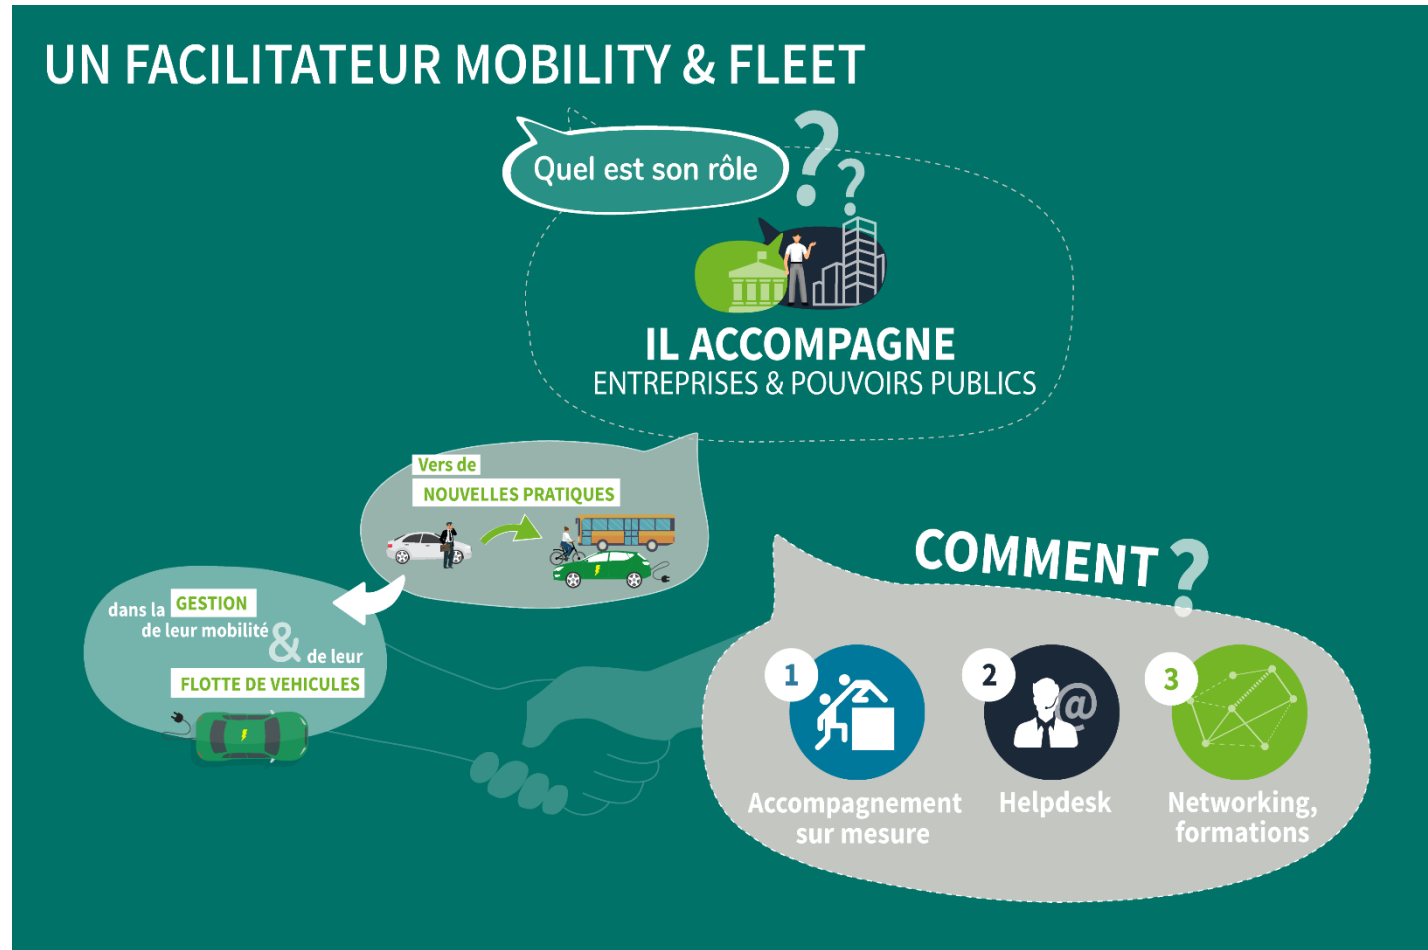 UN FACILITATEUR MOBILITY & FLEET
Quel est son rôle
??
IL ACCOMPAGNE
ENTREPRISES & POUVOIRS PUBLICS
Vers de
NOUVELLES PRATIQUES
dans la GESTION
de leur mobilité
& de leur
FLOTTE DE VEHICULES
COMMENT ?
1
2
@
3
Accompagnement
sur mesure
Helpdesk
Networking,
formations